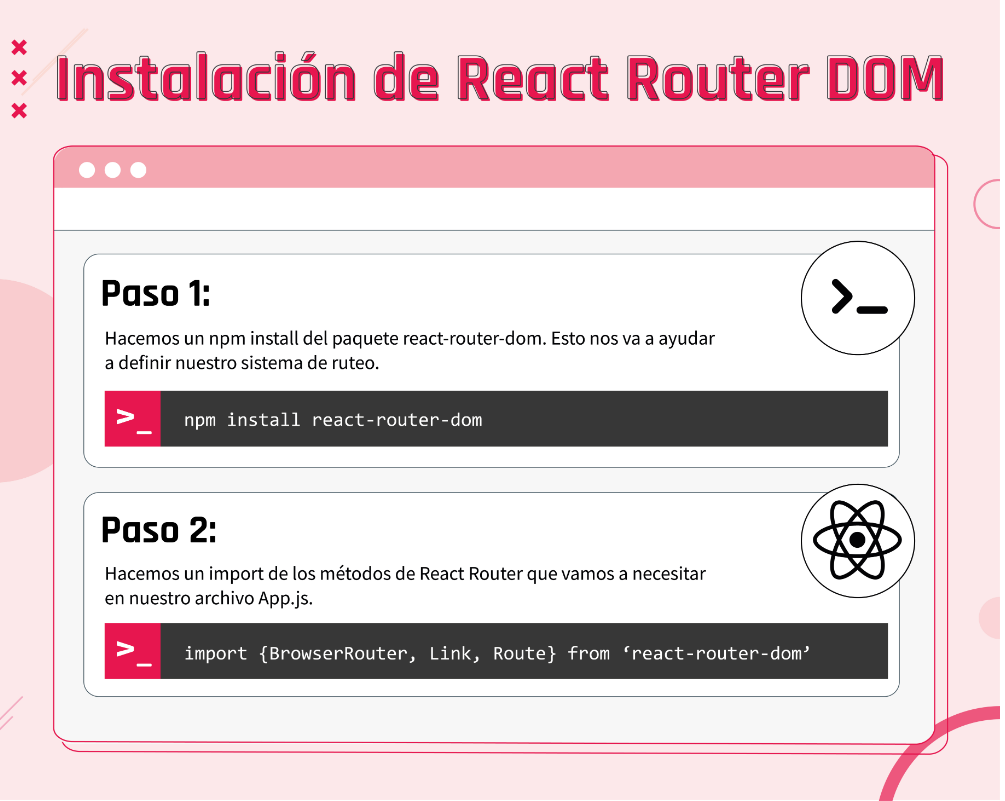 Instalación de React Router DOM
Paso 1:
Hacemos un npm install del paquete react-router-dom. Esto nos va a ayudar
a definir nuestro sistema de ruteo.
>_ npm install react-router-dom
Paso 2:
Hacemos un import de los métodos de React Router que vamos a necesitar
en nuestro archivo App.js.
>_ import {BrowserRouter, Link, Route} from ‘react-router-dom’